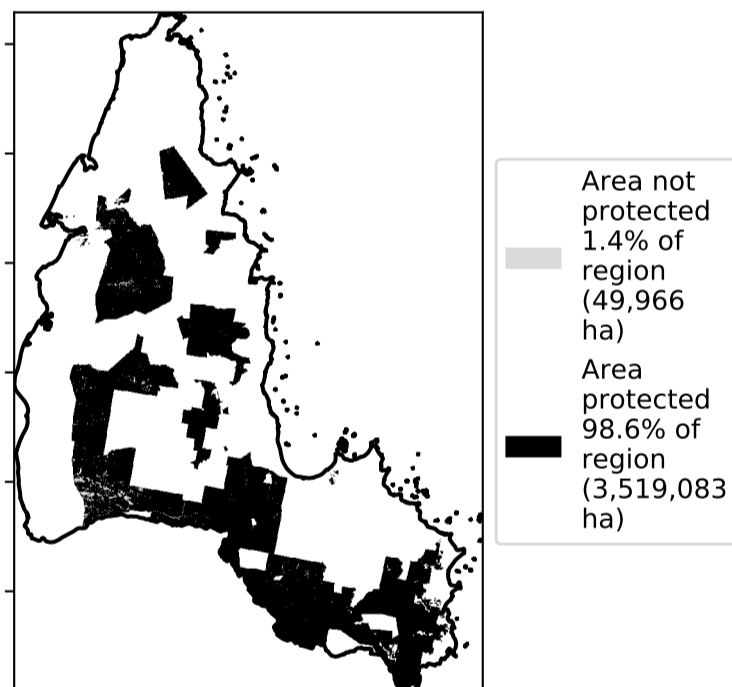 Area not
protected
1.4% of
region
(49,966
ha)
Area
protected
98.6% of
region
(3,519,083
ha)